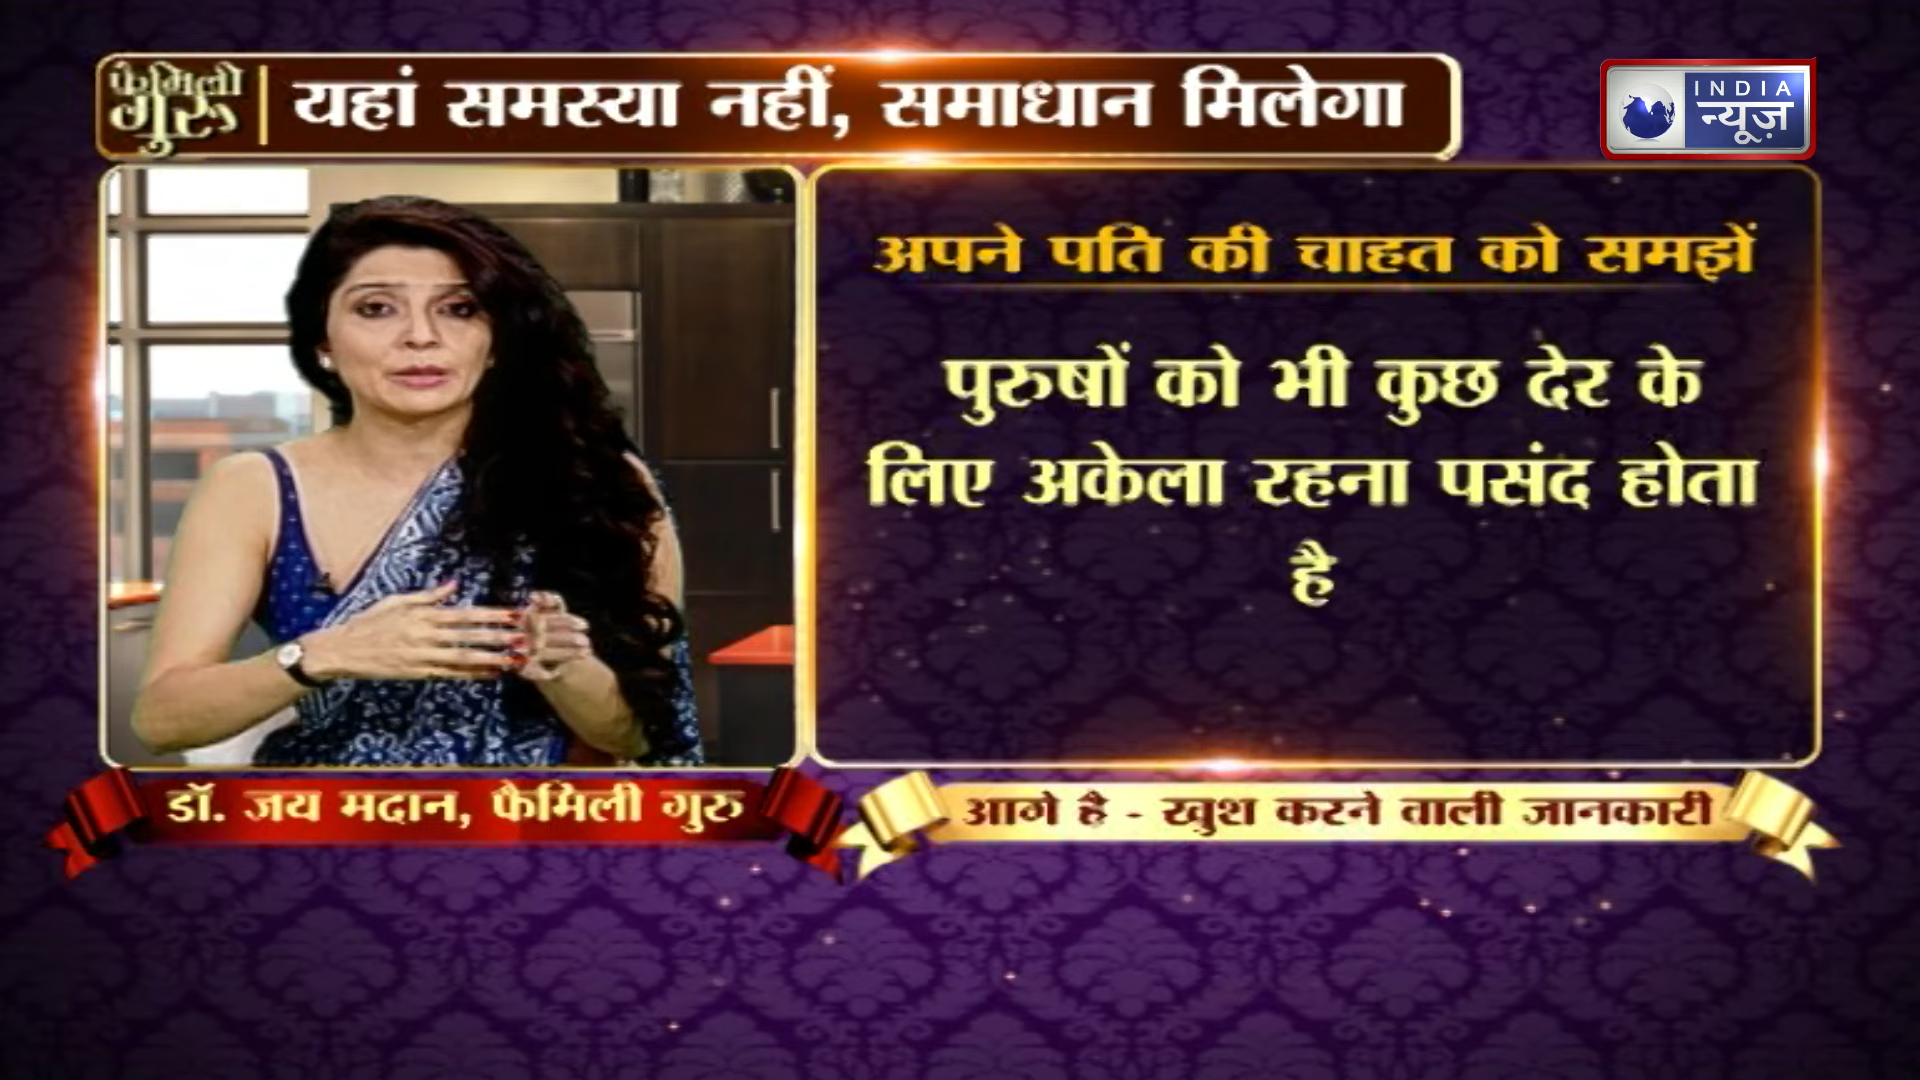 फैमिली
गुरु
यहां समस्या नहीं, समाधान मिलेगा
INDIA
न्यूज़
अपने पति की चाहत को समझें
पुरुषों को भी कुछ देर के
लिए अकेला रहना पसंद होता
है
डॉ. जय मदान, फैमिली गुरु
आगे है - खुश करने वाली जानकारी